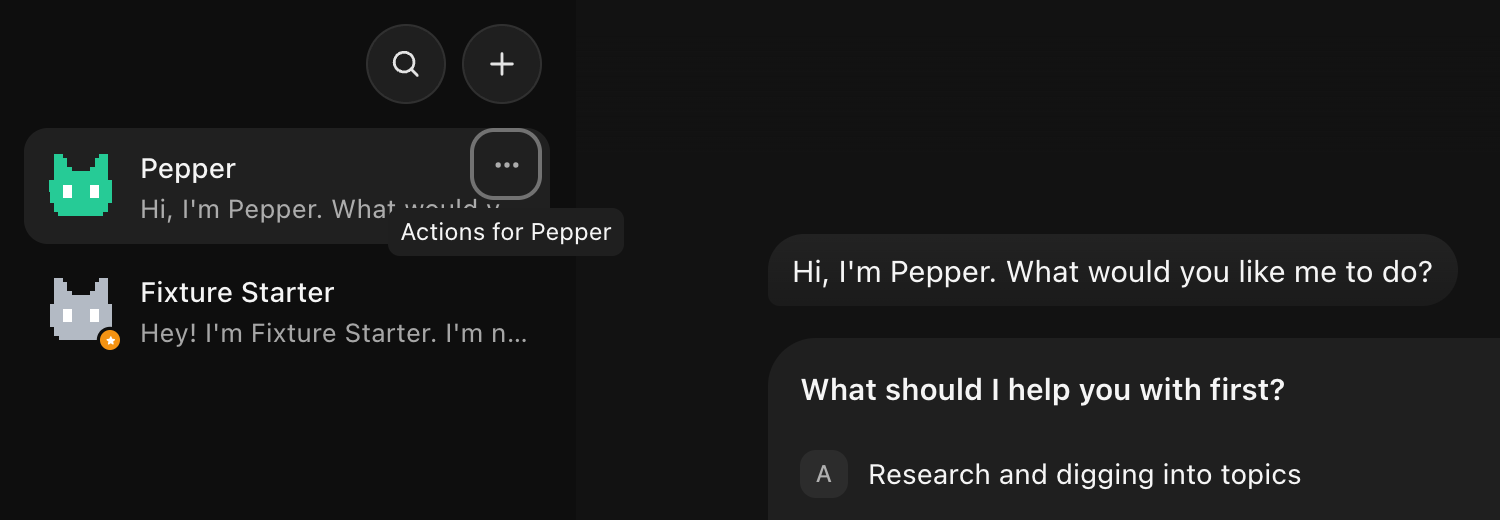 Pepper
Hi, I'm Pepper. What would y...
Actions for Pepper
Fixture Starter
Hey! I'm Fixture Starter. I'm n...
Hi, I'm Pepper. What would you like me to do?
What should I help you with first?
A Research and digging into topics